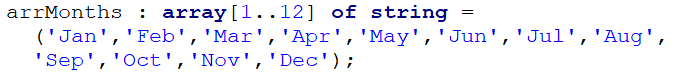 arrMonths : array[1..12] of string =
('Jan','Feb','Mar','Apr','May','Jun','Jul','Aug',
'Sep','Oct','Nov','Dec');